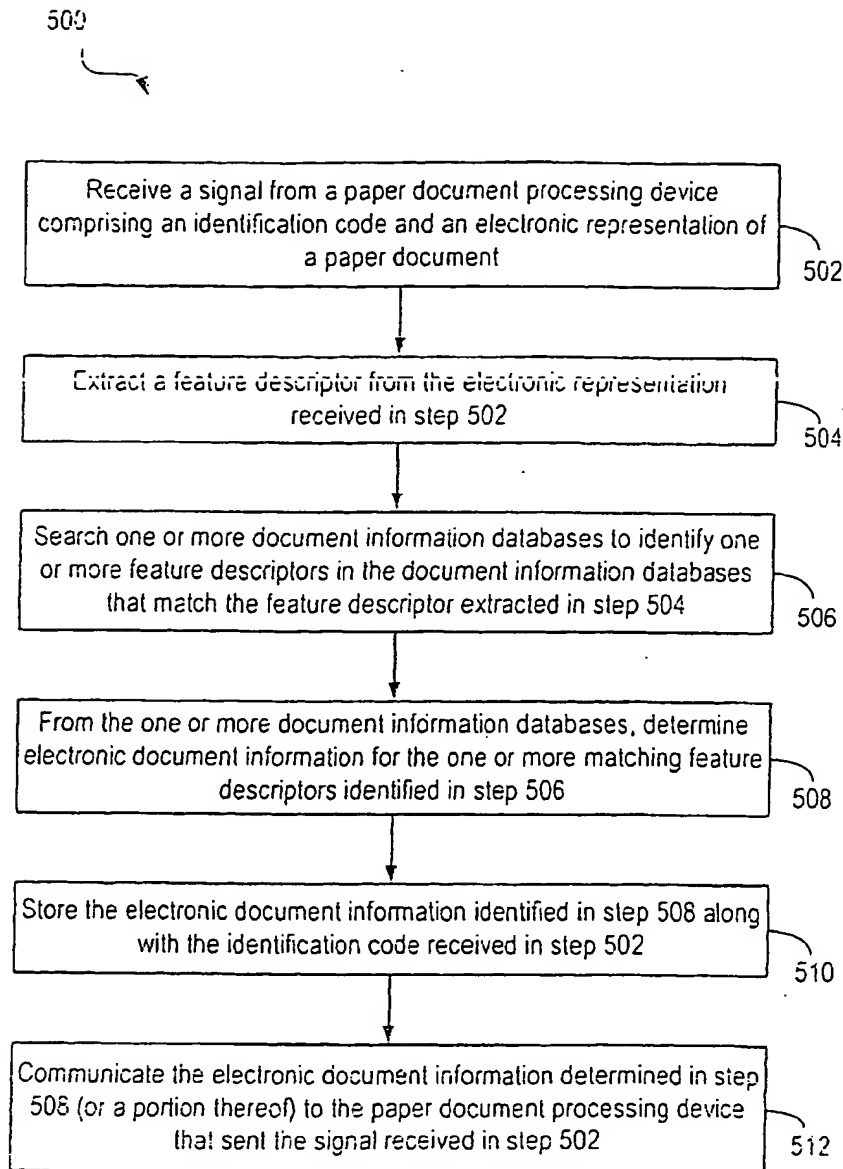 500
Receive a signal from a paper document processing device
comprising an identification code and an electronic representation of
a paper document
502
Extract a feature descriptor from the electronic representation
received in step 502
504
Search one or more document information databases to identify one
or more feature descriptors in the document information databases
that match the feature descriptor extracted in step 504
506
From the one or more document information databases, determine
electronic document information for the one or more matching feature
descriptors identified in step 506
508
Store the electronic document information identified in step 508 along
with the identification code received in step 502
510
Communicate the electronic document information determined in step
508 (or a portion thereof) to the paper document processing device
that sent the signal received in step 502
512